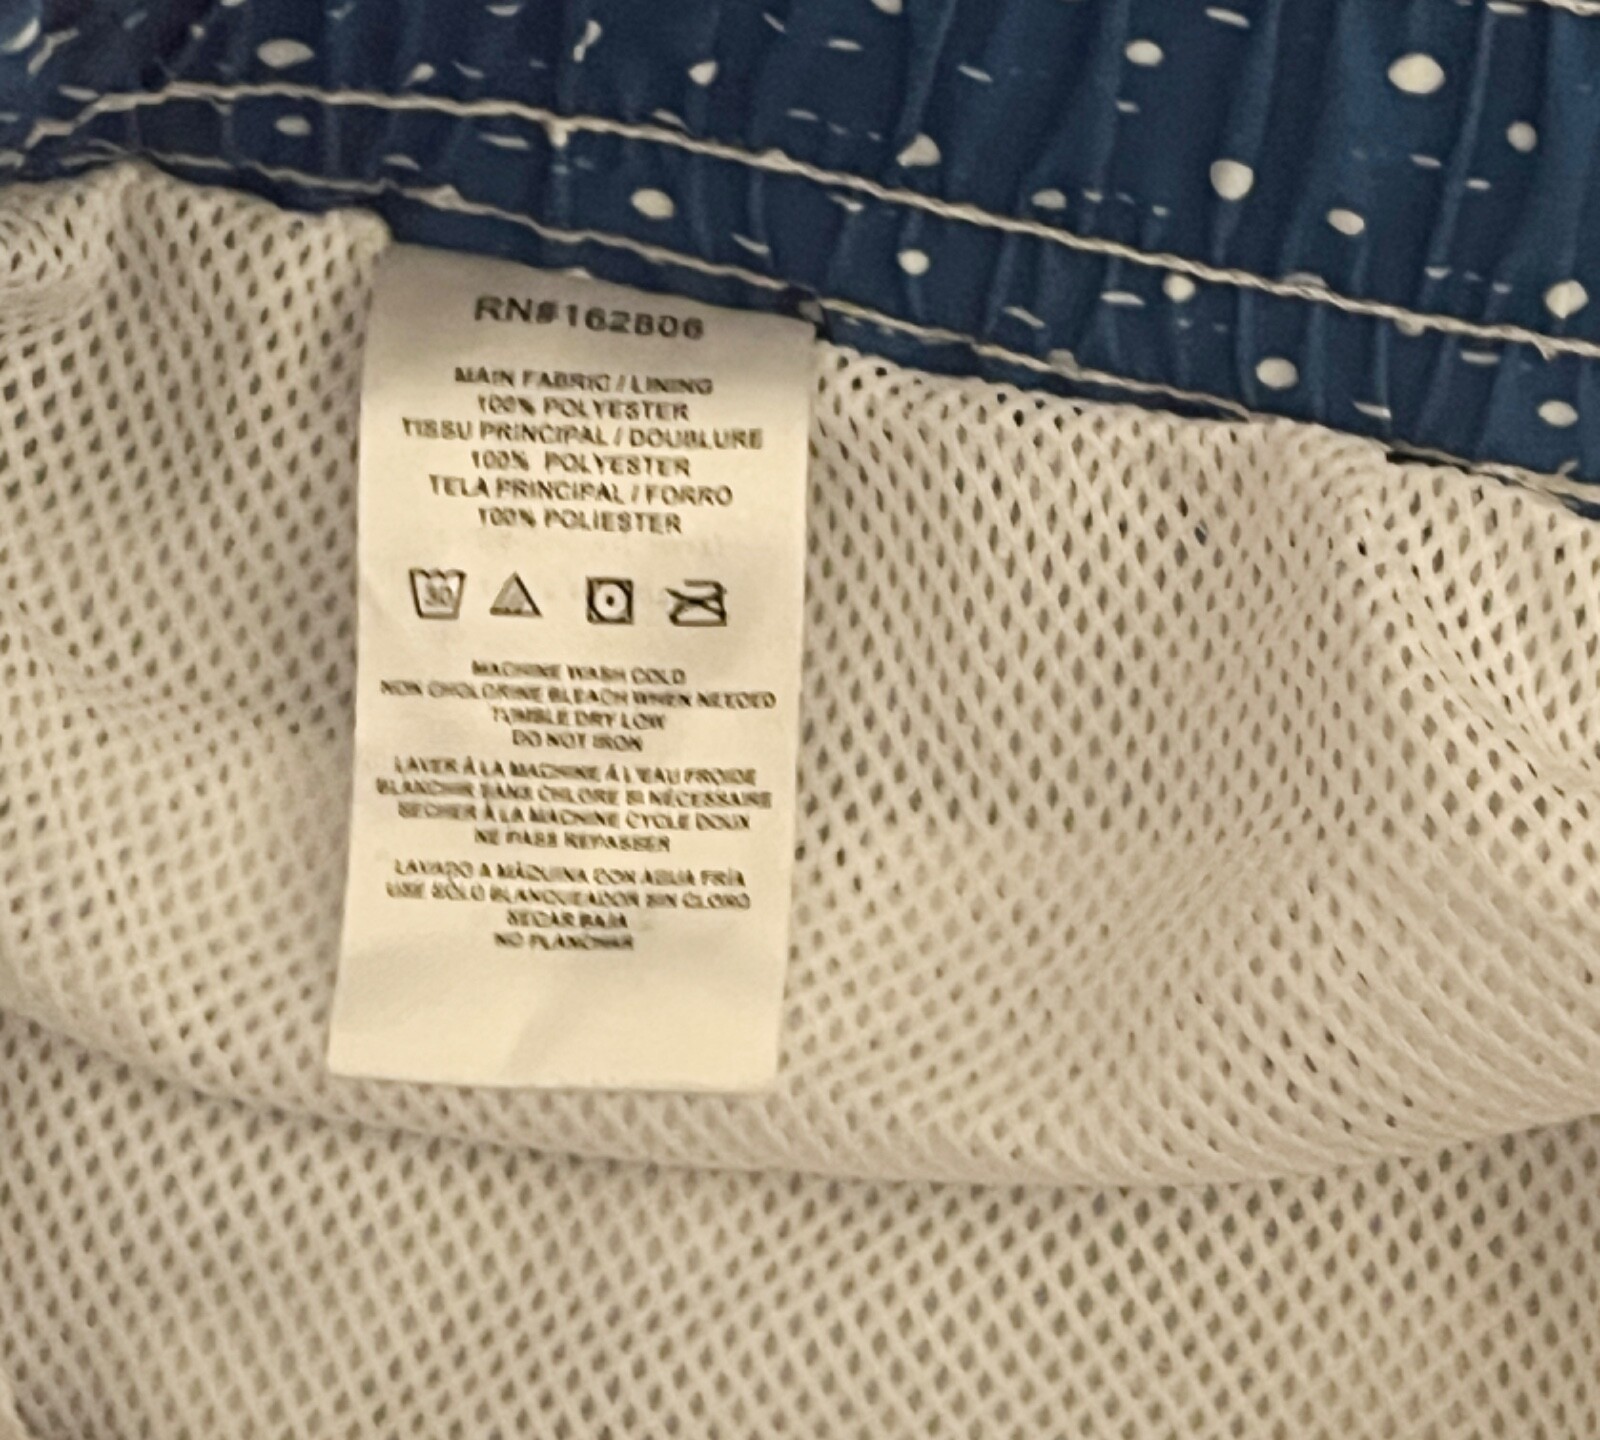 RN#162806
MAIN FABRIC / LINING
100% POLYESTER
TISSU PRINCIPAL / DOUBLURE
100% POLYESTER
TELA PRINCIPAL / FORRO
100% POLIESTER
30
MACHINE WASH COLD
NON CHOLORINE BLEACH WHEN NEEDED
TUMBLE DRY LOW
DO NOT IRON
LAVER À LA MACHINE À L'EAU FROIDE
BLANCHIR SANS CHLORE SI NÉCESSAIRE
SECHER À LA MACHINE CYCLE DOUX
NE PASS REPASSER
LAVADO A MÁQUINA CON AGUA FRÍA
USE SÓLO BLANQUEADOR SIN CLORO
SECAR BAJA
NO PLANCHAR